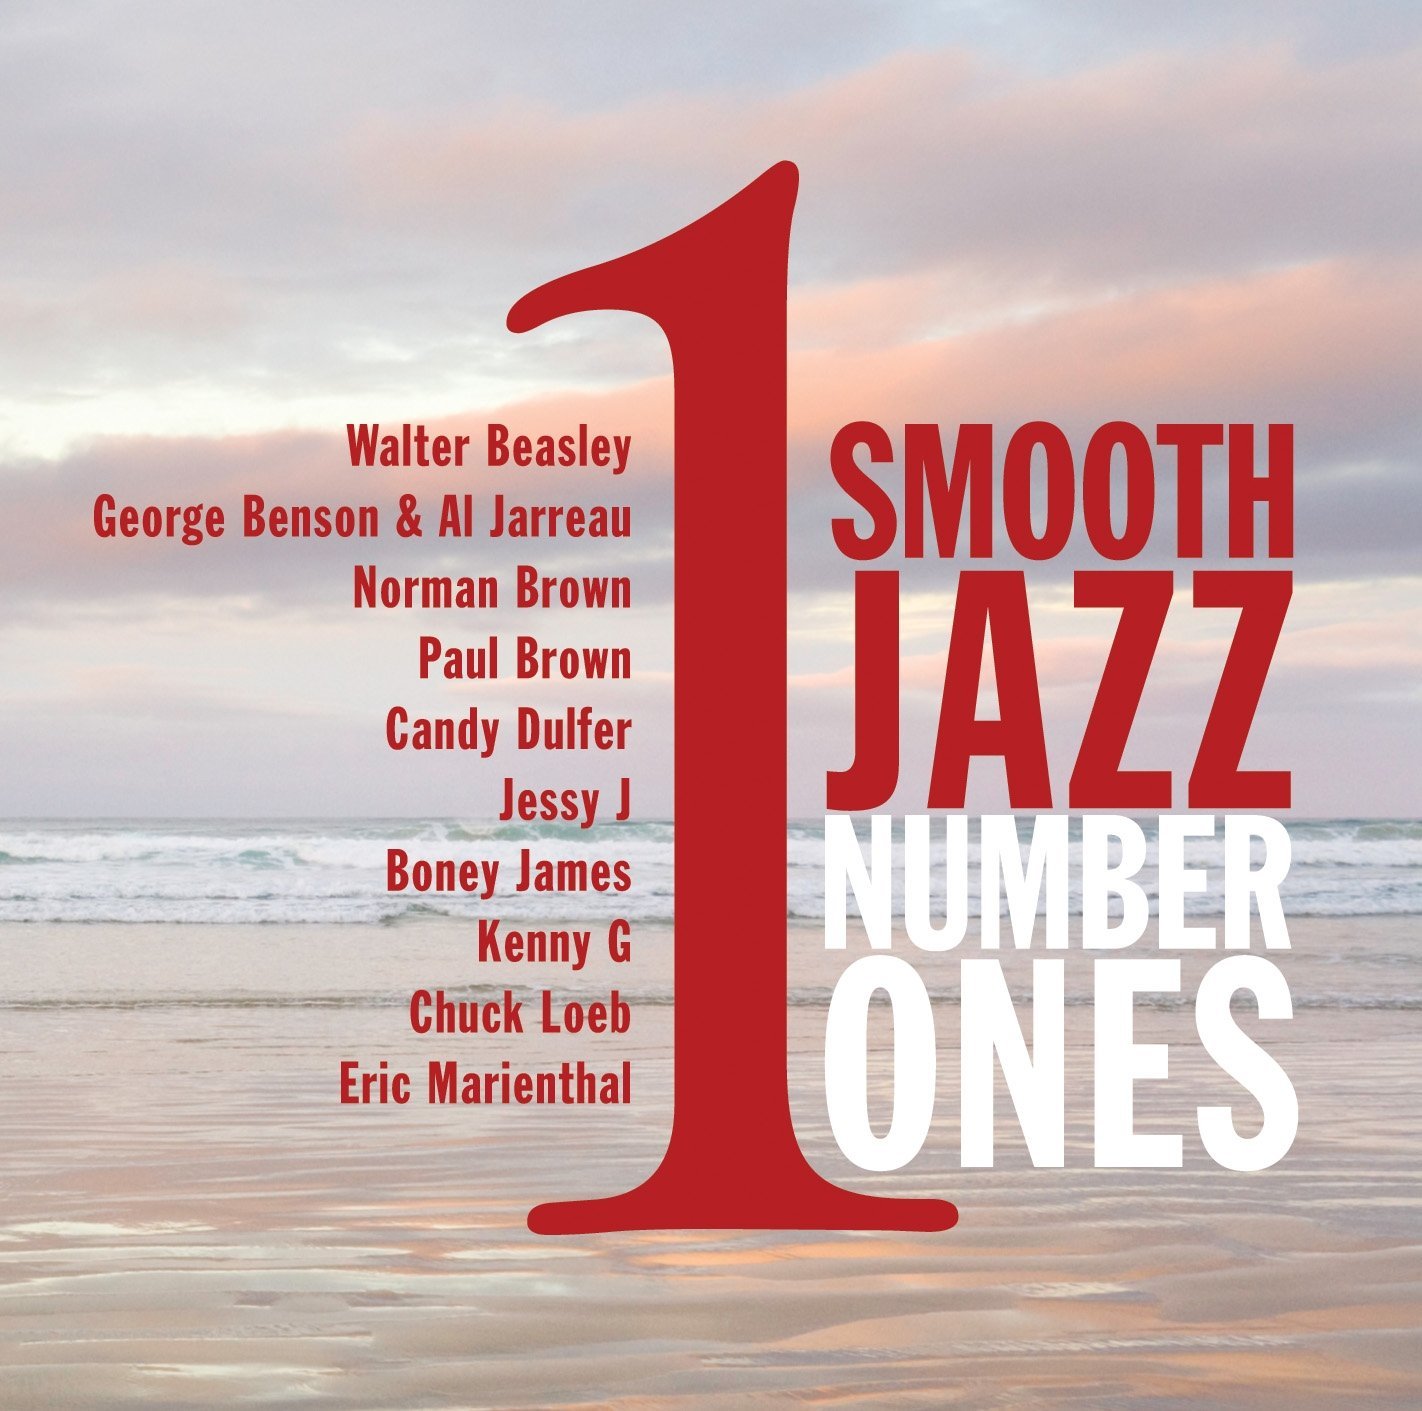 1
Walter Beasley
George Benson & Al Jarreau
Norman Brown
Paul Brown
Candy Dulfer
Jessy J
Boney James
Kenny G
Chuck Loeb
Eric Marienthal
SMOOTH
JAZZ
NUMBER
ONES